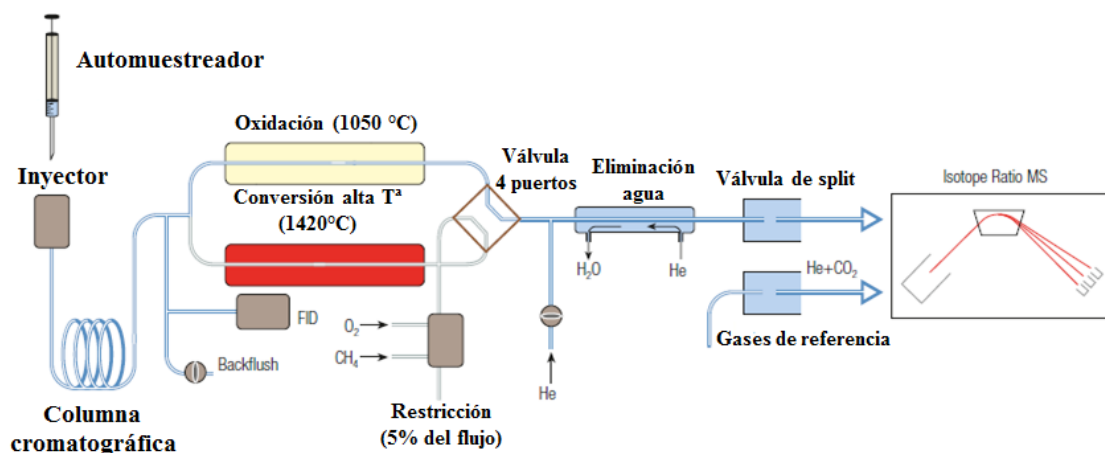 Automuestreador
Inyector
Oxidación (1050 °C)
Conversión alta Tª
(1420°C)
Válvula
4 puertos
Eliminación
agua
Válvula de split
Isotope Ratio MS
H₂O
He
He+CO₂
FID
O₂
CH₄
Backflush
Gases de referencia
He
Columna
cromatográfica
Restricción
(5% del flujo)